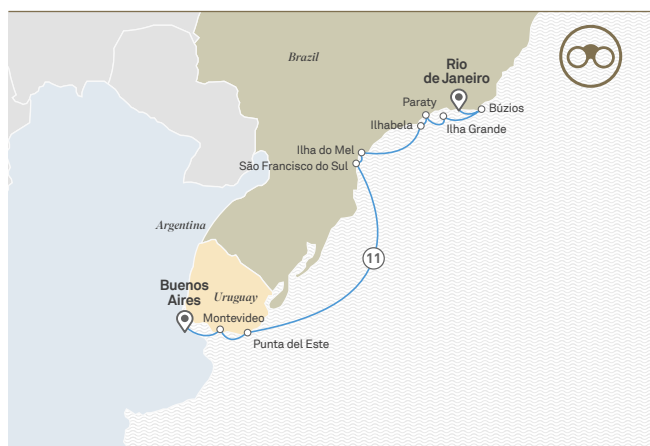 Brazil
Rio
de Janeiro
Paraty
Búzios
Ilhabela
Ilha Grande
Ilha do Mel
São Francisco do Sul
Argentina
11
Buenos
Aires
Uruguay
Montevideo
Punta del Este